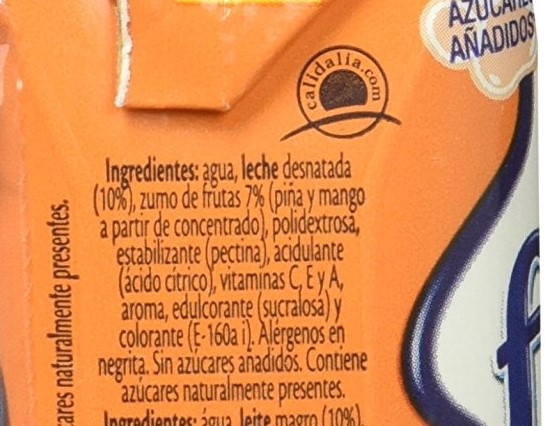 AÑADIDOS
calidalia.com
Ingredientes: agua, leche desnatada
(10%), zumo de frutas 7% (piña y mango
a partir de concentrado), polidextrosa,
estabilizante (pectina), acidulante
(ácido cítrico), vitaminas C, E y A,
aroma, edulcorante (sucralosa) y
colorante (E-160a i). Alérgenos en
negrita. Sin azúcares añadidos. Contiene
azúcares naturalmente presentes.
Ingredientes: água, leite magro (10%),
naturalmente presentes.